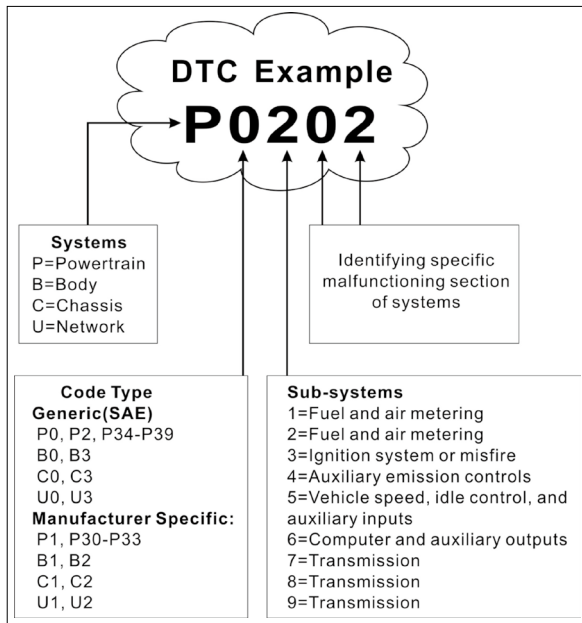 DTC Example
P0202
Systems
P=Powertrain
B=Body
C=Chassis
U=Network
Identifying specific
malfunctioning section
of systems
Code Type
Generic(SAE)
P0, P2, P34-P39
B0, B3
C0, C3
U0, U3
Manufacturer Specific:
P1, P30-P33
B1, B2
C1, C2
U1, U2
Sub-systems
1=Fuel and air metering
2=Fuel and air metering
3=Ignition system or misfire
4=Auxiliary emission controls
5=Vehicle speed, idle control, and
auxiliary inputs
6=Computer and auxiliary outputs
7=Transmission
8=Transmission
9=Transmission